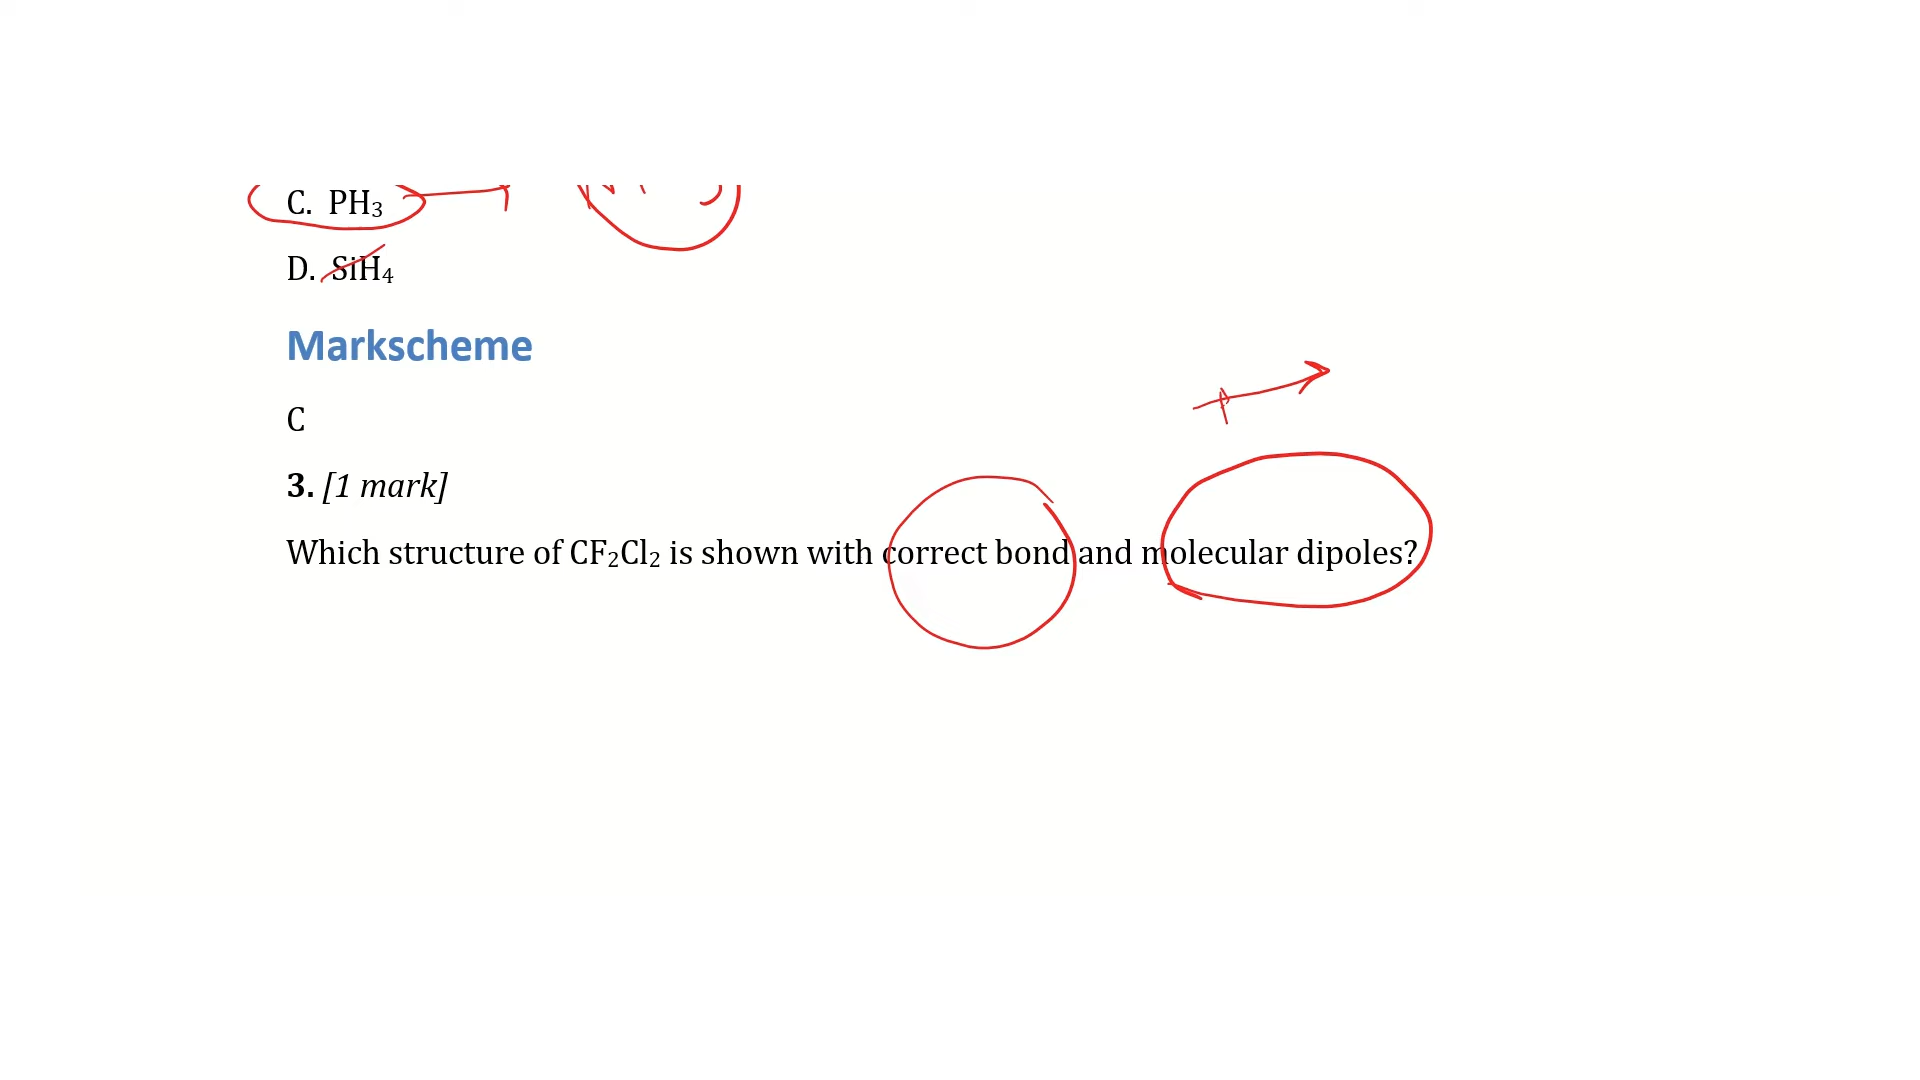 C. PH₃
D. SiH₄
Markscheme
C
3. [1 mark]
Which structure of CF₂Cl₂ is shown with correct bond and molecular dipoles?